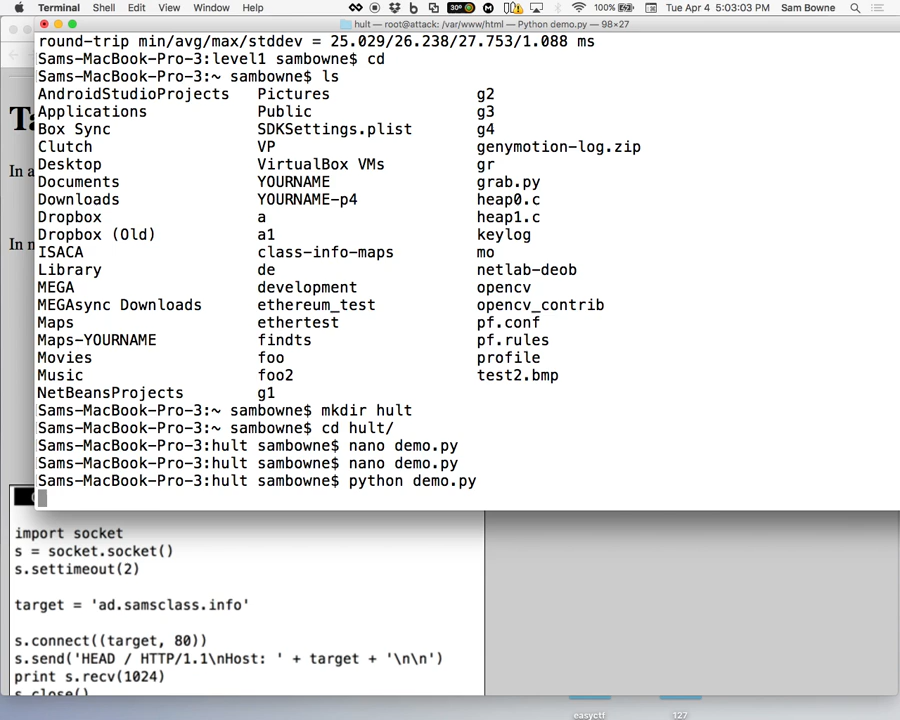 Terminal Shell Edit View Window Help 30° 100% Tue Apr 4 5:03:03 PM Sam Bowne
hult — root@attack: /var/www/html — Python demo.py — 98×27
round-trip min/avg/max/stddev = 25.029/26.238/27.753/1.088 ms
Sams-MacBook-Pro-3:level1 sambowne$ cd
Sams-MacBook-Pro-3:~ sambowne$ ls
AndroidStudioProjects Pictures g2
Applications Public g3
Box Sync SDKSettings.plist g4
Clutch VP genymotion-log.zip
Desktop VirtualBox VMs gr
Documents YOURNAME grab.py
Downloads YOURNAME-p4 heap0.c
Dropbox a heap1.c
Dropbox (Old) a1 keylog
ISACA class-info-maps mo
Library de netlab-deob
MEGA development opencv
MEGAsync Downloads ethereum_test opencv_contrib
Maps ethertest pf.conf
Maps-YOURNAME findts pf.rules
Movies foo profile
Music foo2 test2.bmp
NetBeansProjects g1
Sams-MacBook-Pro-3:~ sambowne$ mkdir hult
Sams-MacBook-Pro-3:~ sambowne$ cd hult/
Sams-MacBook-Pro-3:hult sambowne$ nano demo.py
Sams-MacBook-Pro-3:hult sambowne$ nano demo.py
Sams-MacBook-Pro-3:hult sambowne$ python demo.py
import socket
s = socket.socket()
s.settimeout(2)
target = 'ad.samsclass.info'
s.connect((target, 80))
s.send('HEAD / HTTP/1.1\nHost: ' + target + '\n\n')
print s.recv(1024)
s.close()
easyctf 127